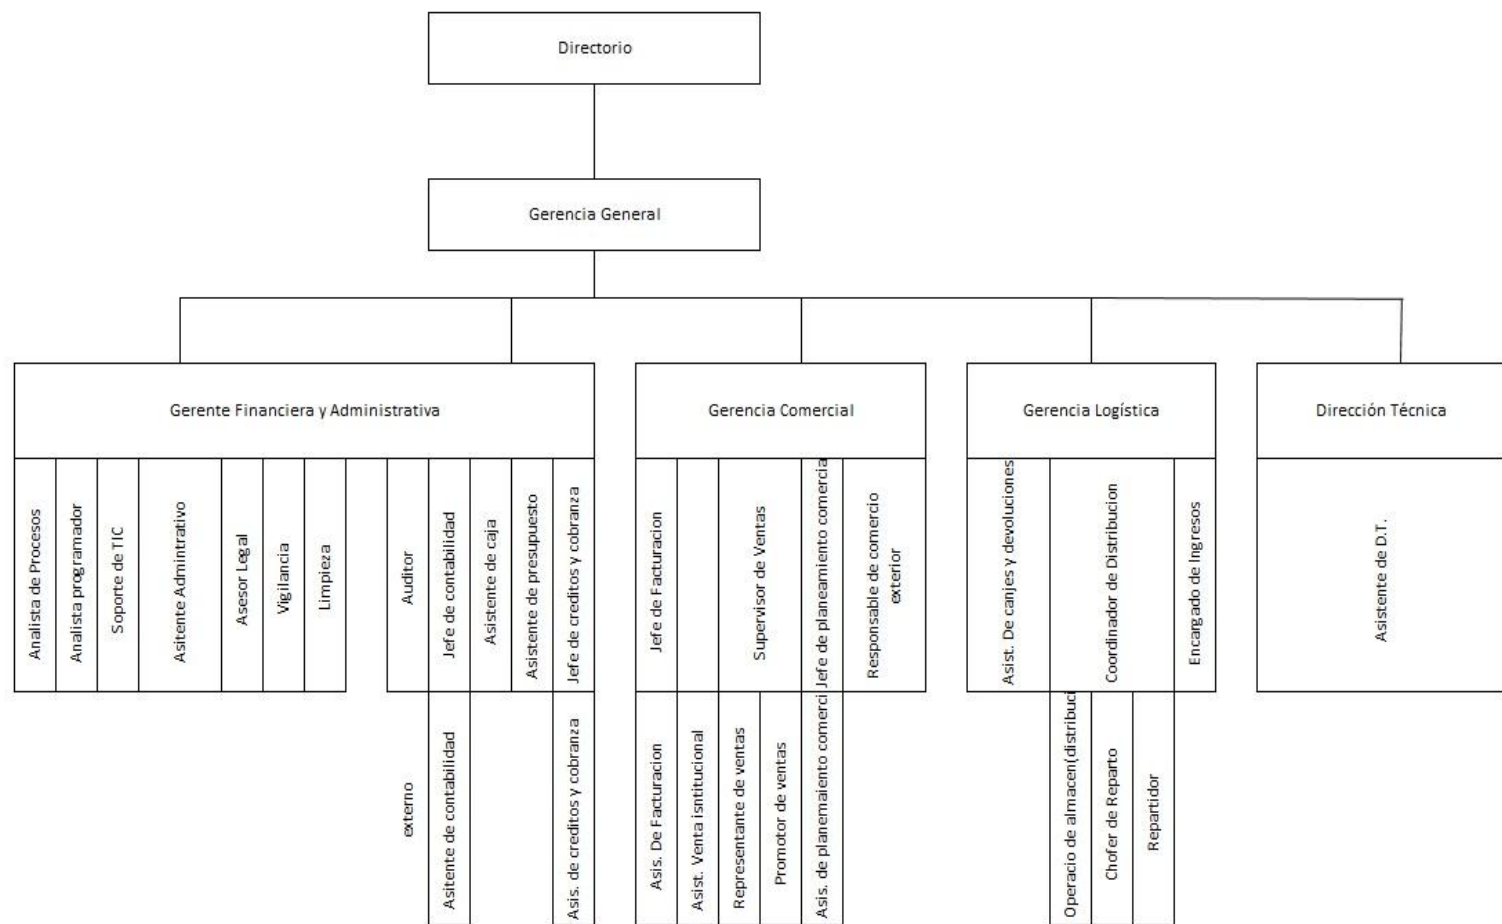 Directorio
Gerencia General
Gerente Financiera y Administrativa
Gerencia Comercial
Gerencia Logística
Dirección Técnica
Analista de Procesos
Analista programador
Soporte de TIC
Asitente Admintrativo
Asesor Legal
Vigilancia
Limpieza
Auditor
Jefe de contabilidad
Asistente de caja
Asistente de presupuesto
Jefe de creditos y cobranza
Jefe de Facturacion
Supervisor de Ventas
Jefe de planeamiento comercia
Responsable de comercio
exterior
Asist. De canjes y devoluciones
Coordinador de Distribucion
Encargado de Ingresos
Asistente de D.T.
externo
Asitente de contabilidad
Asis. de creditos y cobranza
Asis. De Facturacion
Asist. Venta isntitucional
Representante de ventas
Promotor de ventas
Asis. de planemaiento comerci
Operacio de almacen(distribuci
Chofer de Reparto
Repartidor